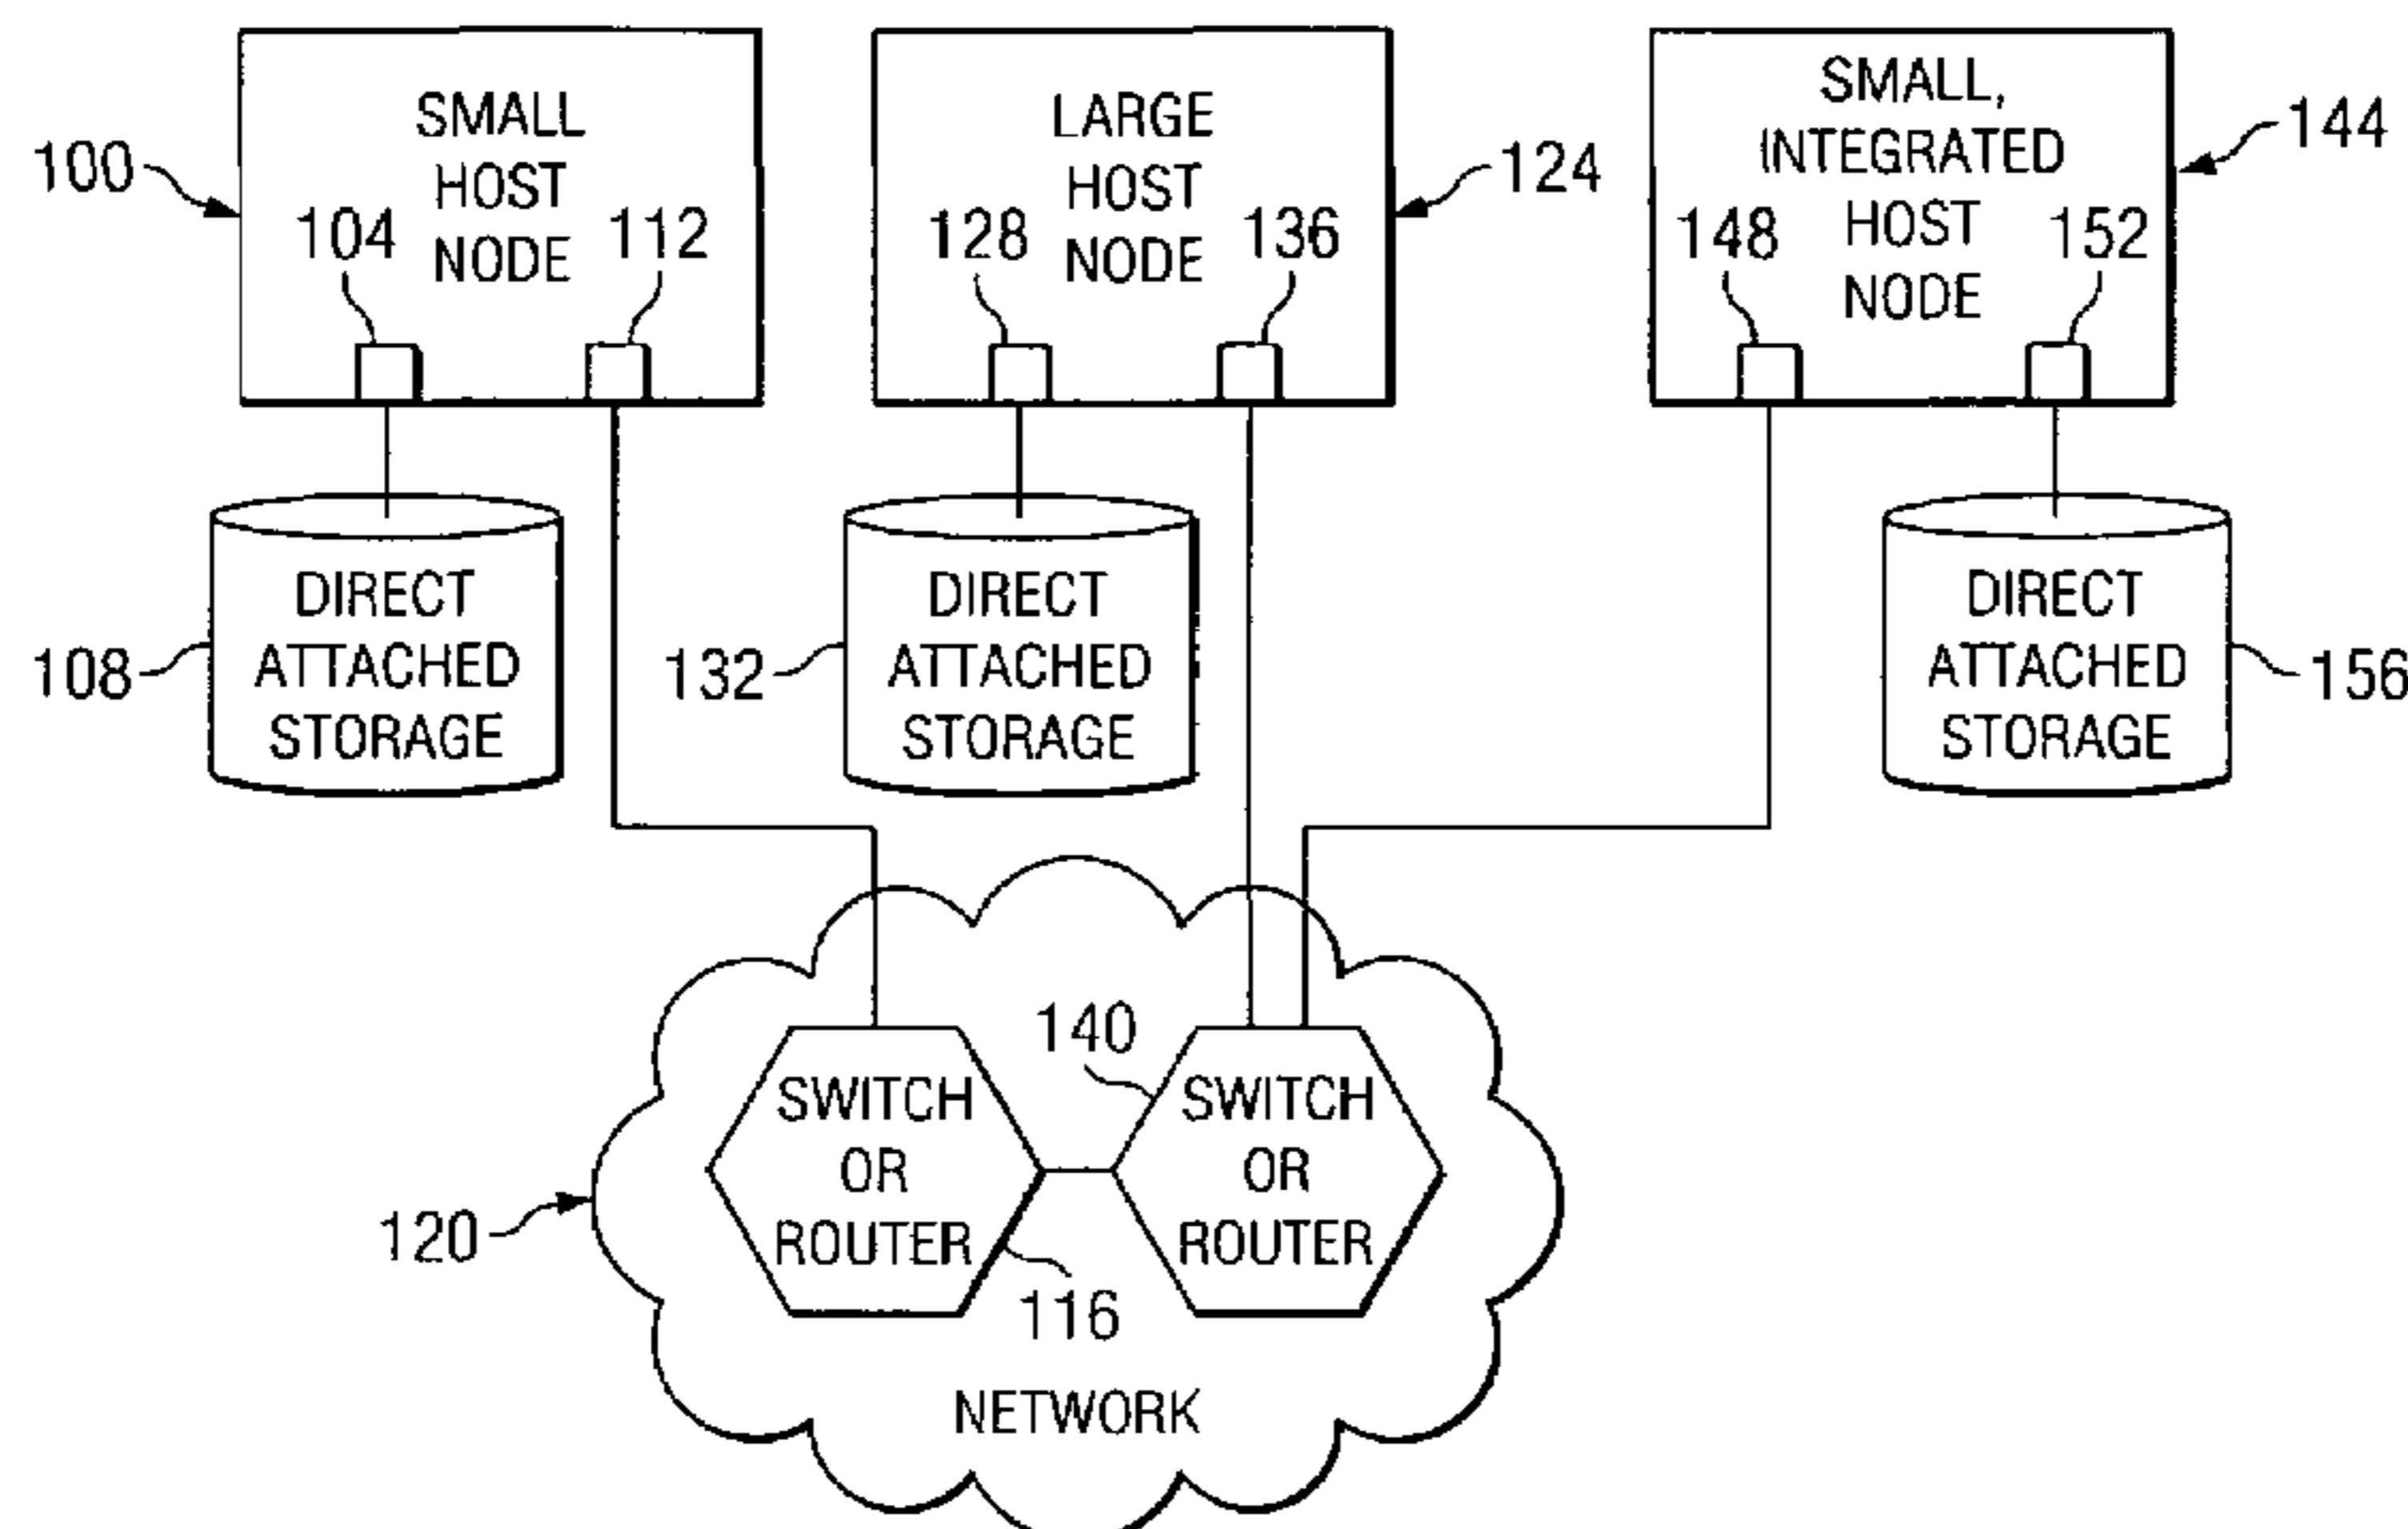 SMALL
HOST
NODE
100
104
112
LARGE
HOST
NODE
124
128
136
SMALL,
INTEGRATED
HOST
NODE
144
148
152
DIRECT
ATTACHED
STORAGE
108
DIRECT
ATTACHED
STORAGE
132
DIRECT
ATTACHED
STORAGE
156
SWITCH
OR
ROUTER
116
140
SWITCH
OR
ROUTER
120
NETWORK